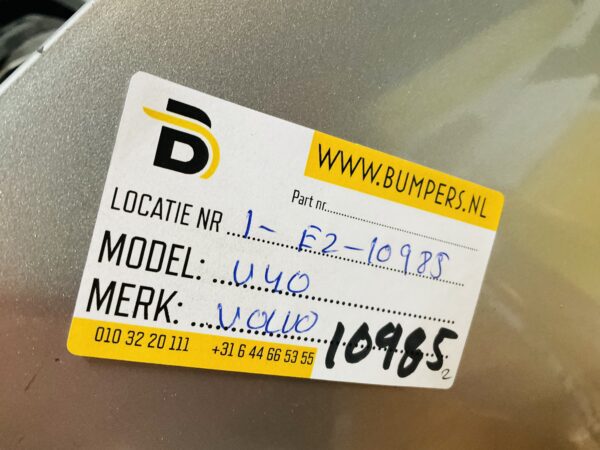 WWW.BUMPERS.NL
Part nr.
LOCATIE NR 1-E2-10985
MODEL: V40
MERK: VOLVO
10985
010 32 20 111 +31 6 44 66 53 55
2